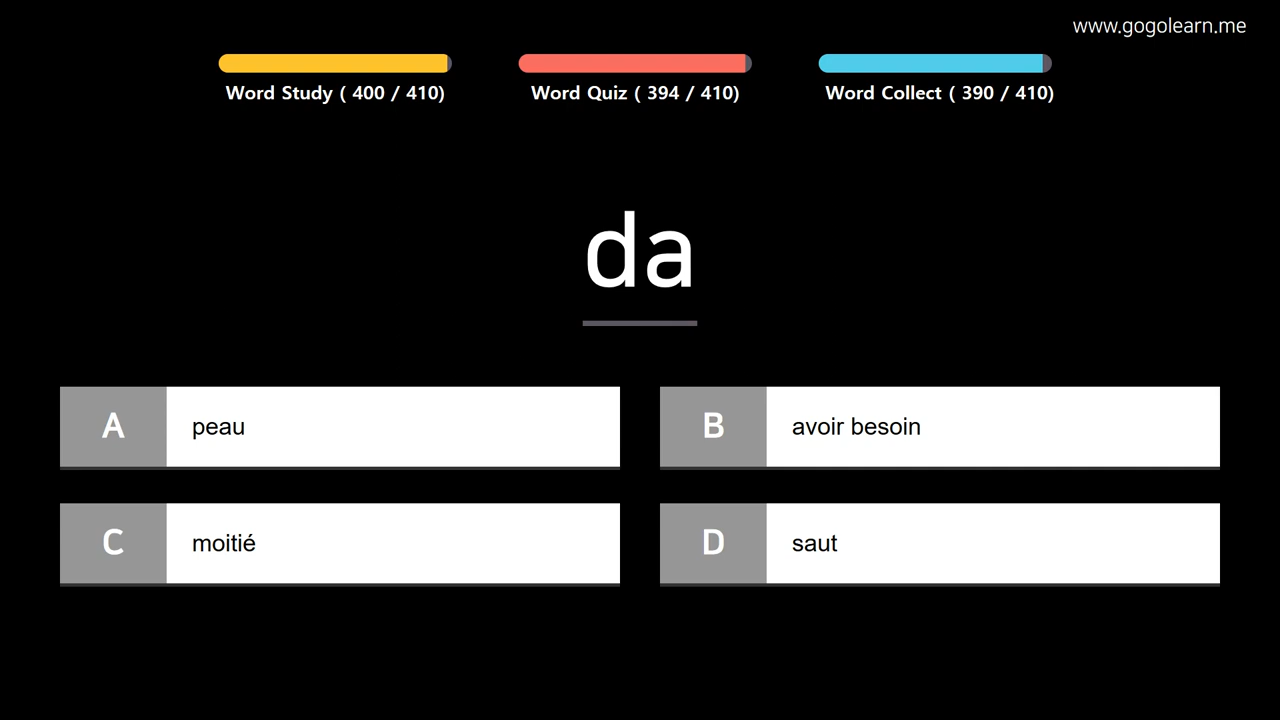 www.gogolearn.me
Word Study ( 400 / 410)
Word Quiz ( 394 / 410)
Word Collect ( 390 / 410)
da
A peau
B avoir besoin
C moitié
D saut